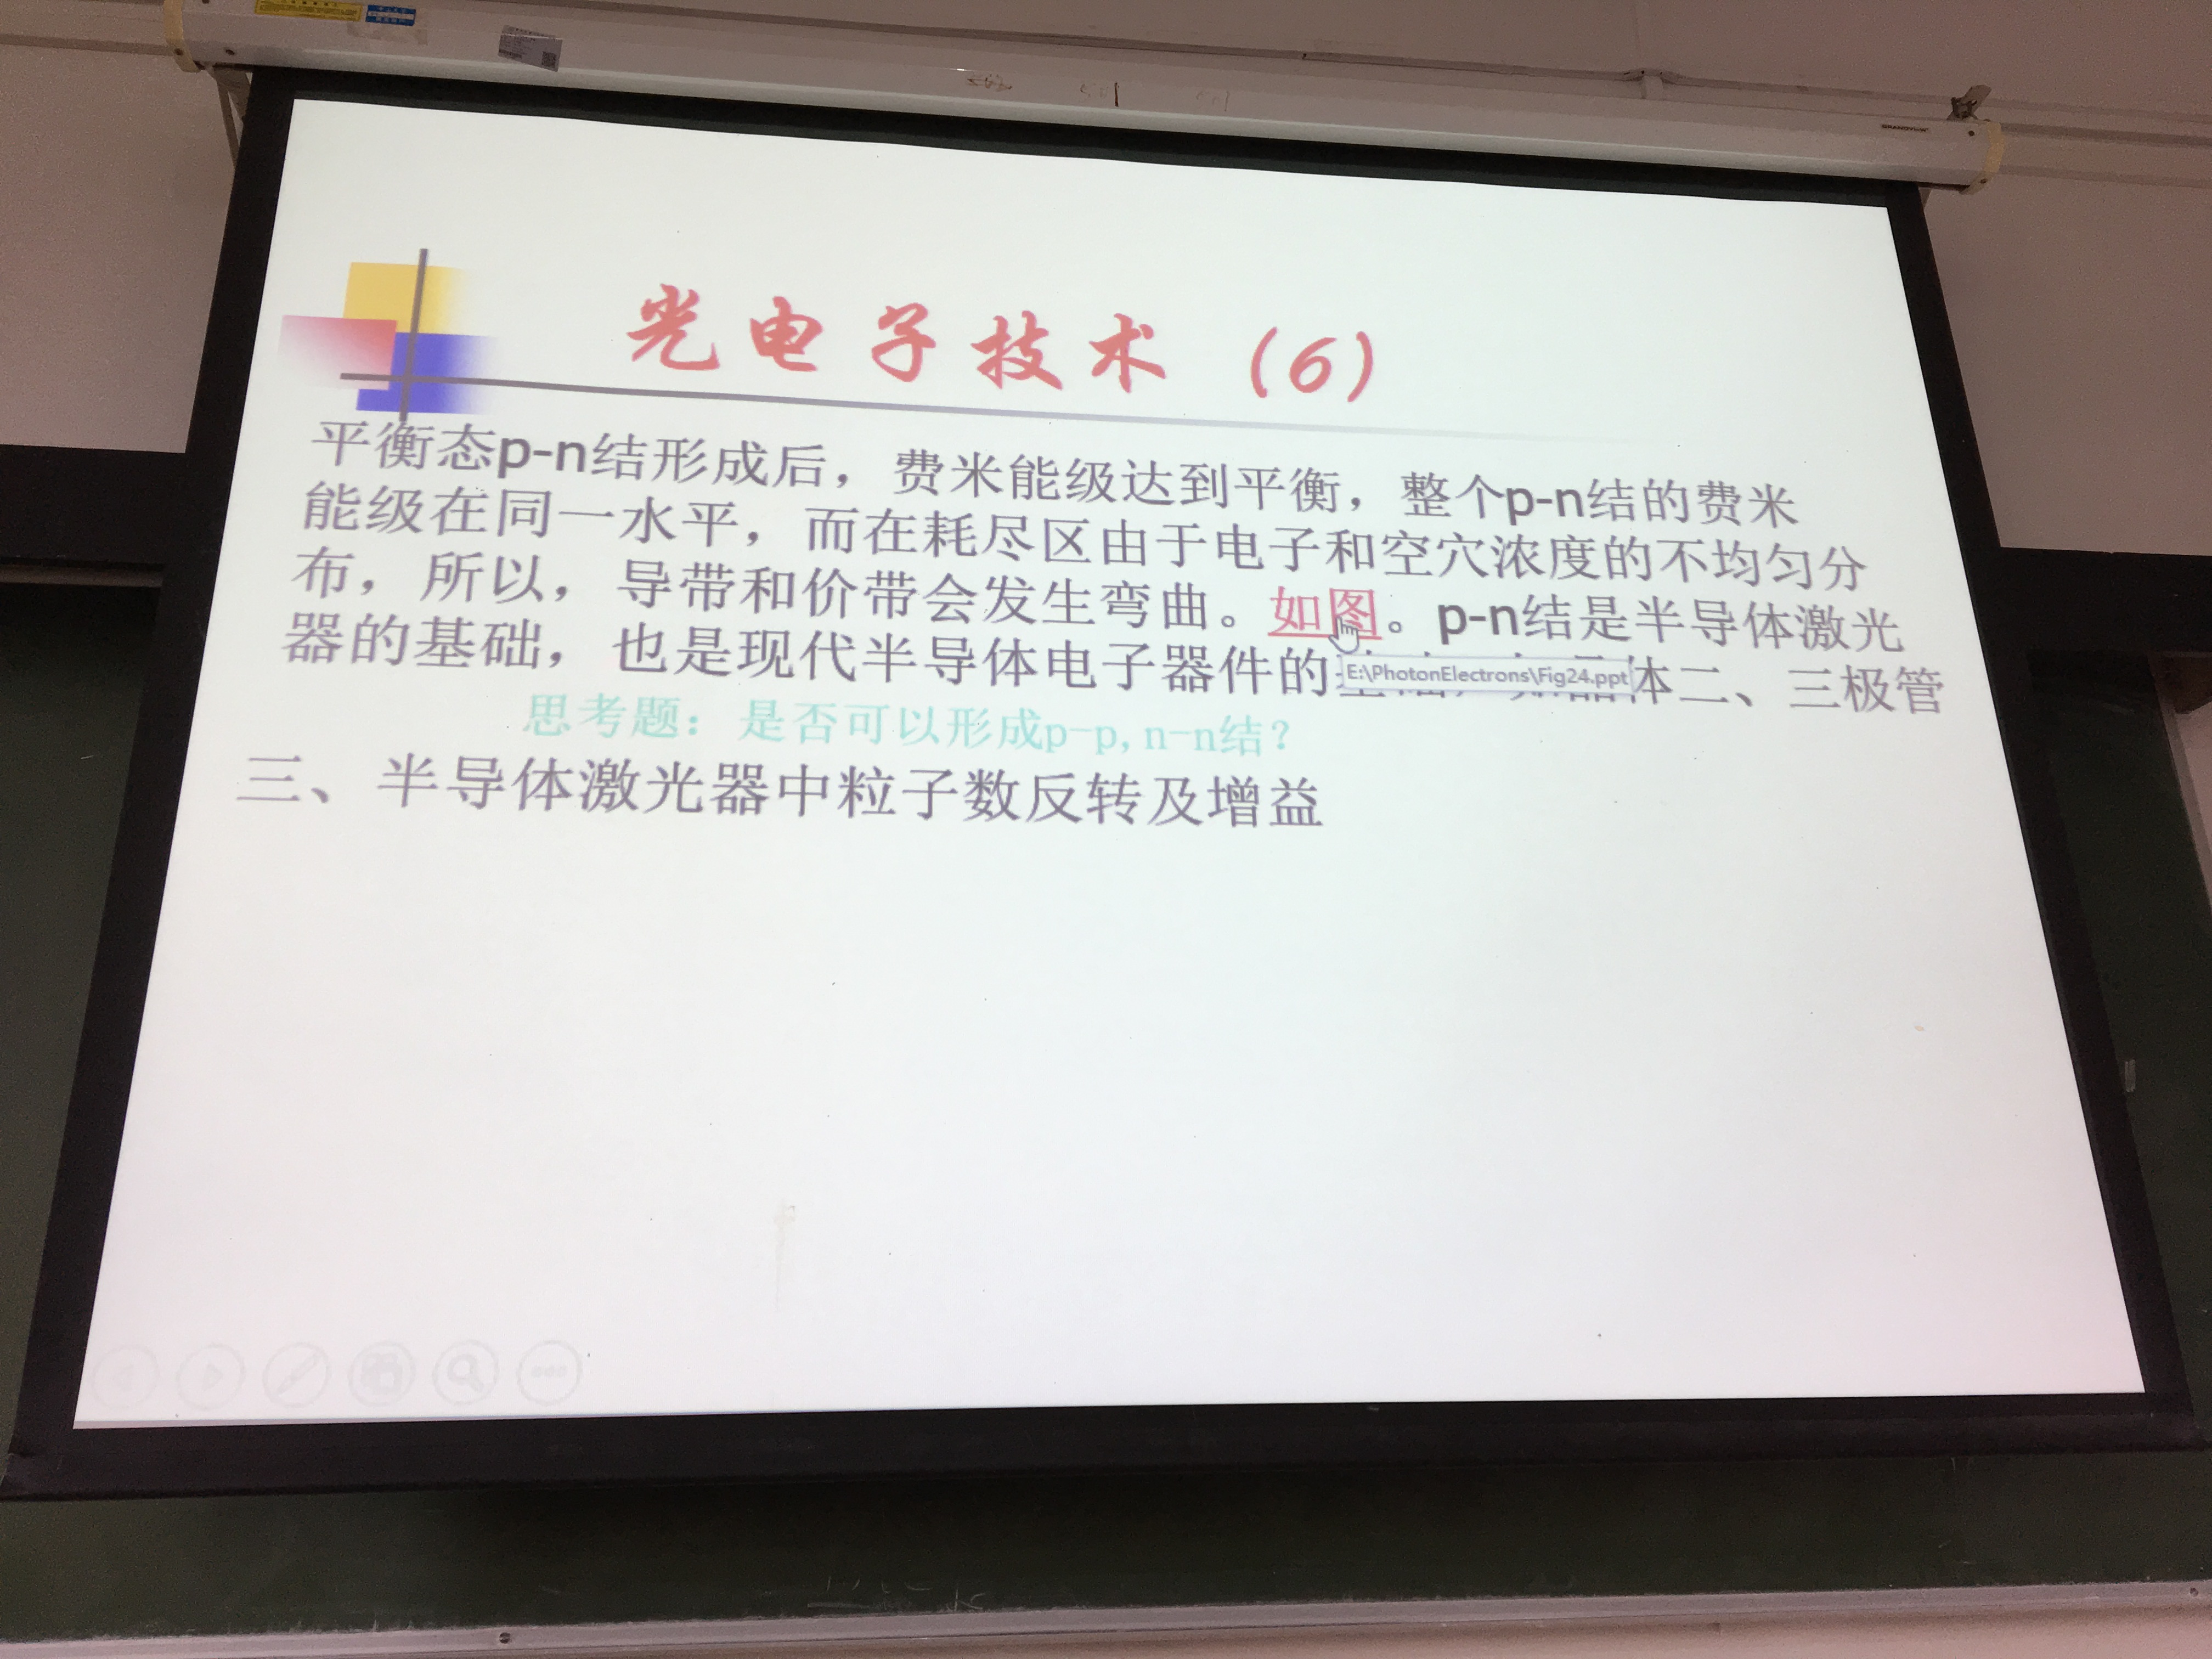 光电子技术（6）
平衡态p-n结形成后，费米能级达到平衡，整个p-n结的费米
能级在同一水平，而在耗尽区由于电子和空穴浓度的不均匀分
布，所以，导带和价带会发生弯曲。如图。p-n结是半导体激光
器的基础，也是现代半导体电子器件的 体二、三极管
E:\PhotonElectrons\Fig24.ppt
思考题：是否可以形成p-p,n-n结？
三、半导体激光器中粒子数反转及增益